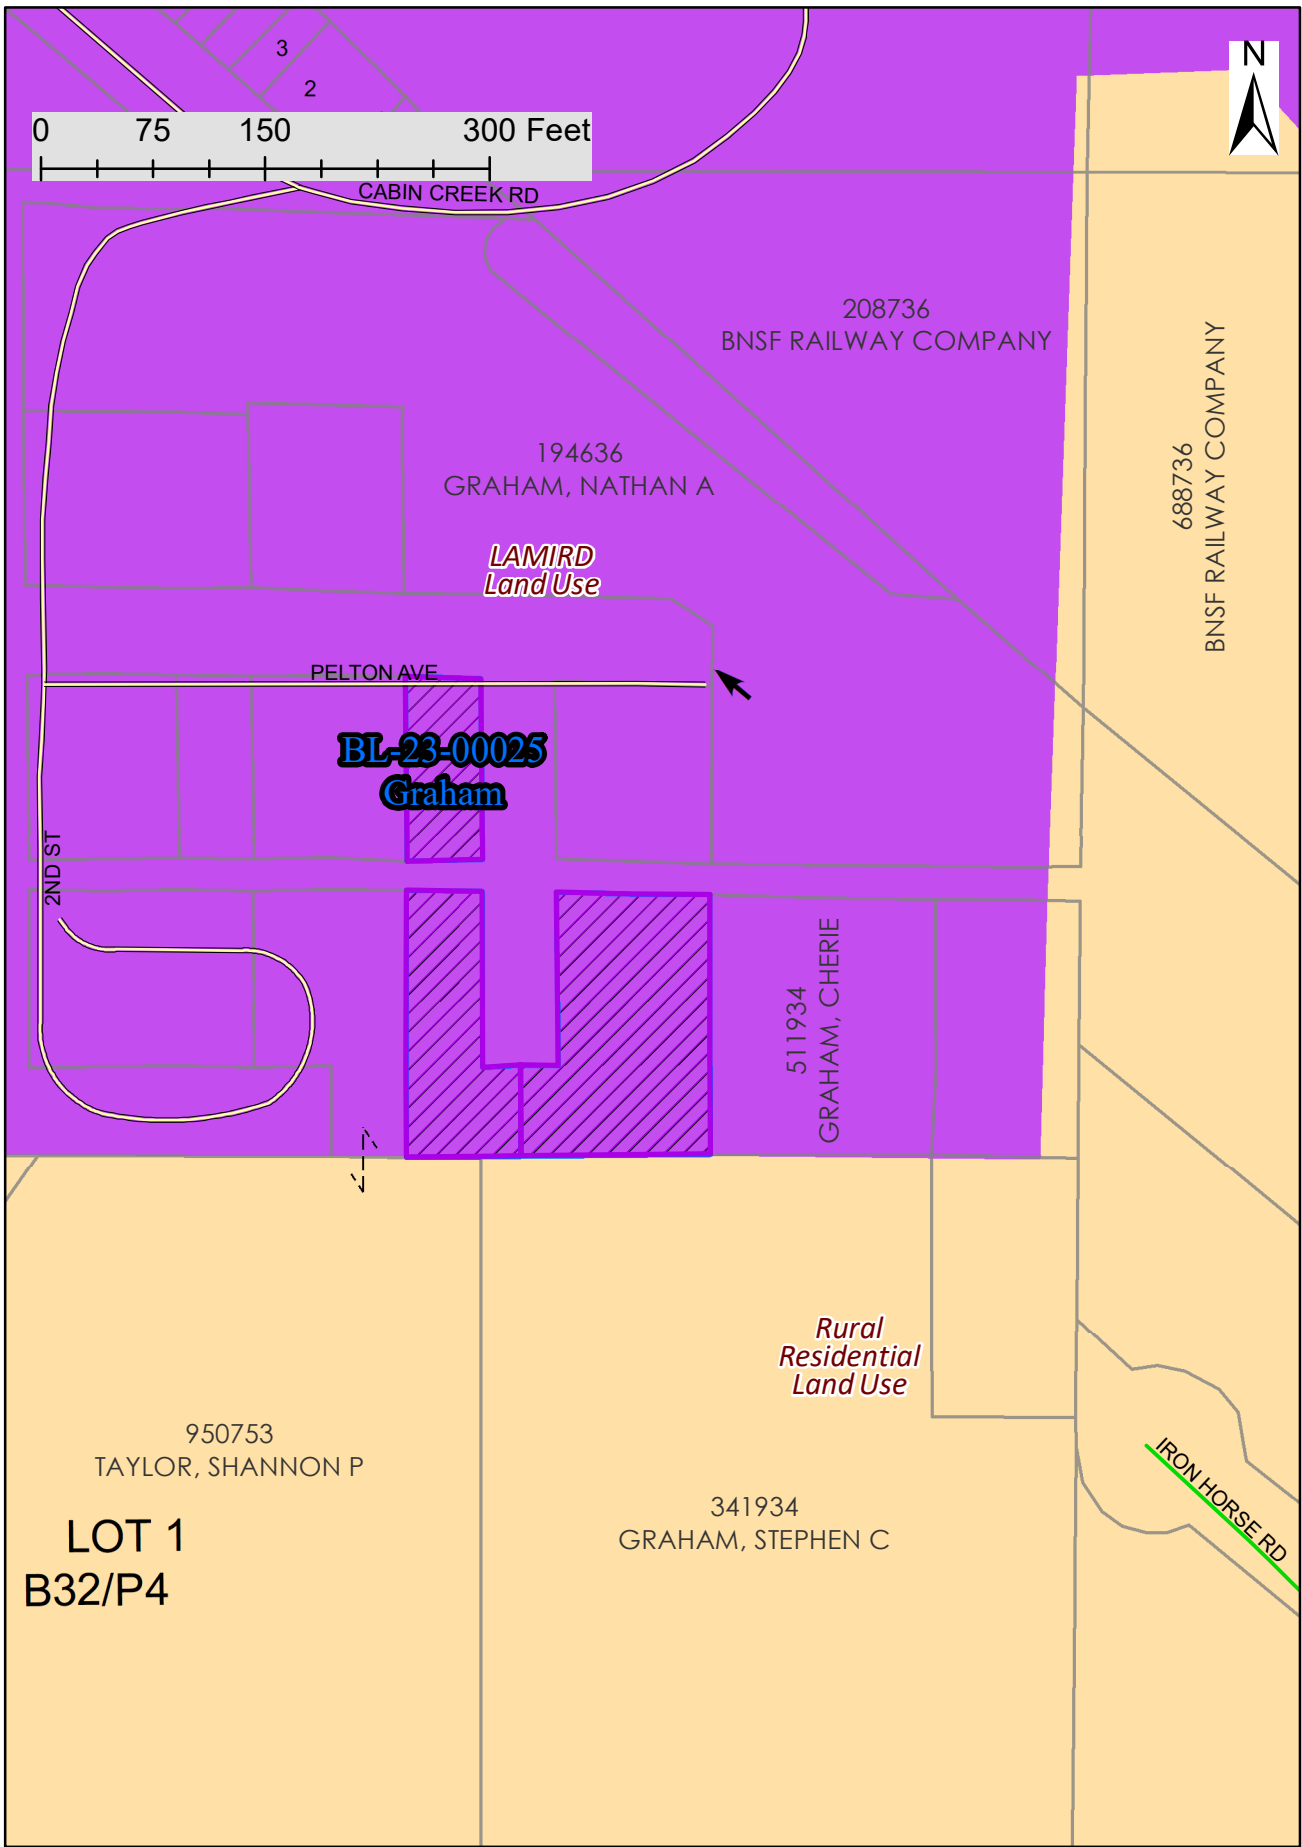 3
2
N
0 75 150 300 Feet
CABIN CREEK RD
208736
BNSF RAILWAY COMPANY
688736
BNSF RAILWAY COMPANY
194636
GRAHAM, NATHAN A
LAMIRD
Land Use
PELTON AVE
BL-23-00025
Graham
2ND ST
511934
GRAHAM, CHERIE
Rural
Residential
Land Use
950753
TAYLOR, SHANNON P
IRON HORSE RD
341934
GRAHAM, STEPHEN C
LOT 1
B32/P4